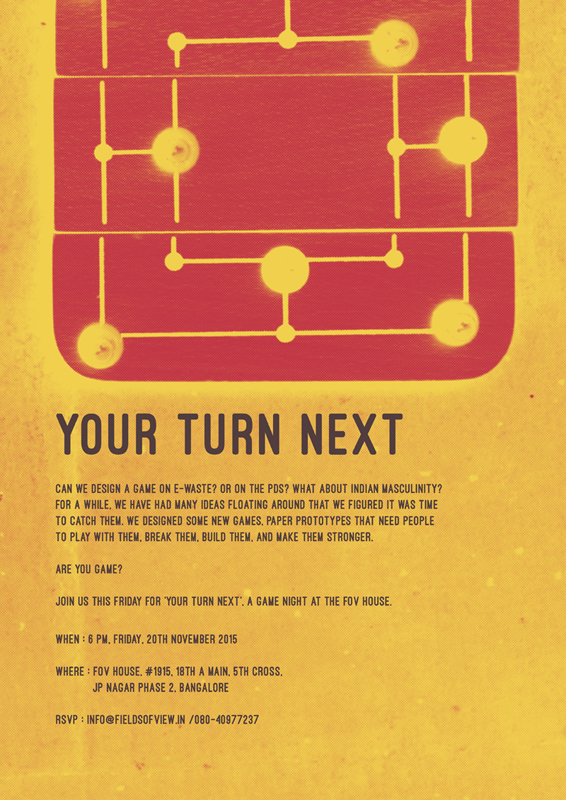 YOUR TURN NEXT
CAN WE DESIGN A GAME ON E-WASTE? OR ON THE PDS? WHAT ABOUT INDIAN MASCULINITY?
FOR A WHILE, WE HAVE HAD MANY IDEAS FLOATING AROUND THAT WE FIGURED IT WAS TIME
TO CATCH THEM. WE DESIGNED SOME NEW GAMES, PAPER PROTOTYPES THAT NEED PEOPLE
TO PLAY WITH THEM, BREAK THEM, BUILD THEM, AND MAKE THEM STRONGER.
ARE YOU GAME?
JOIN US THIS FRIDAY FOR 'YOUR TURN NEXT', A GAME NIGHT AT THE FOV HOUSE.
WHEN : 6 PM, FRIDAY, 20TH NOVEMBER 2015
WHERE : FOV HOUSE, #1915, 18TH A MAIN, 5TH CROSS,
JP NAGAR PHASE 2, BANGALORE
RSVP : INFO@FIELDSOFVIEW.IN /080-40977237